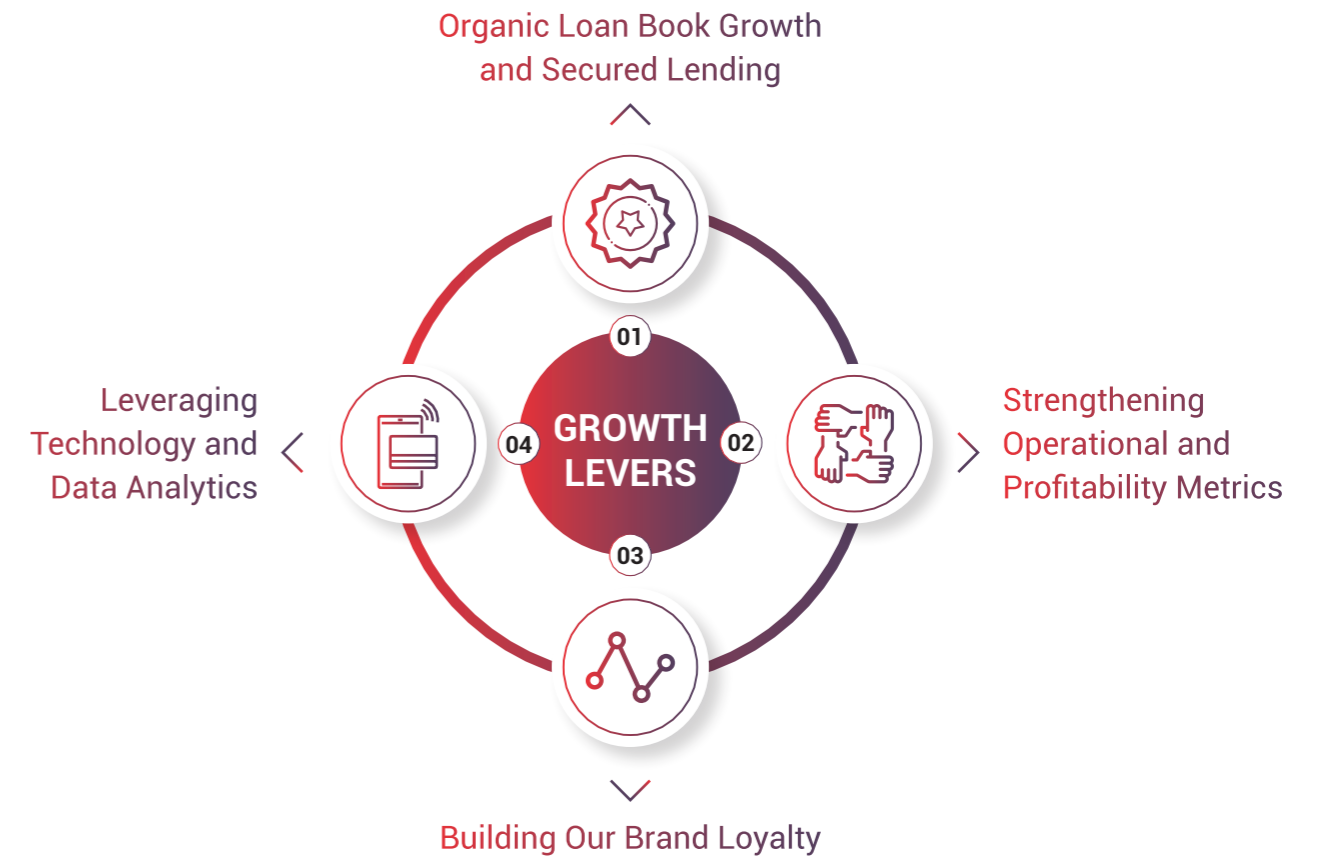 Organic Loan Book Growth
and Secured Lending
01
GROWTH
LEVERS
02
Strengthening
Operational and
Profitability Metrics
03
Building Our Brand Loyalty
04
Leveraging
Technology and
Data Analytics